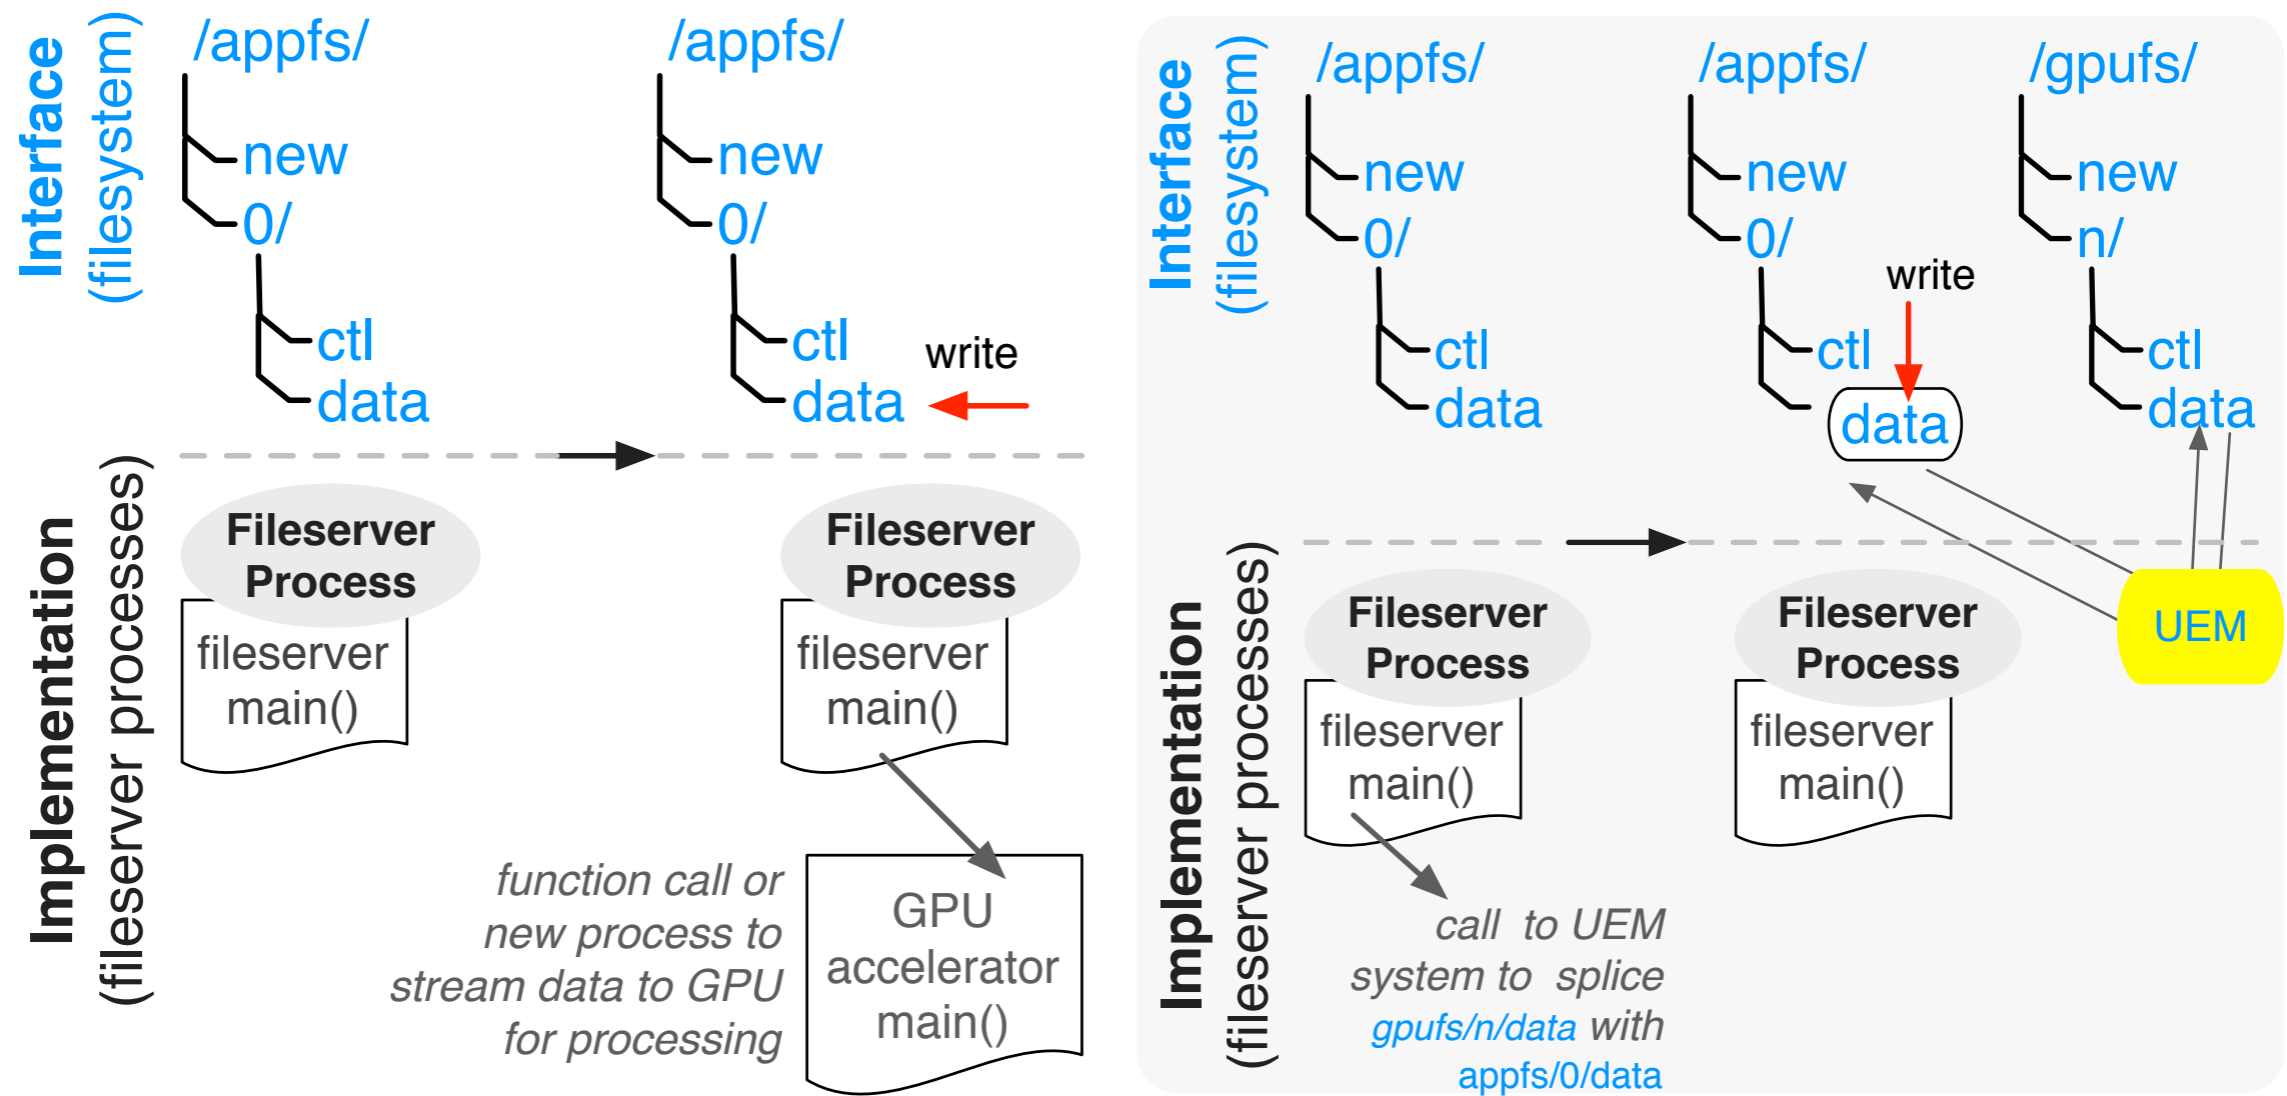 Interface
(filesystem)
/appfs/
new
0/
ctl
data
/appfs/
new
0/
ctl
data
write
Implementation
(fileserver processes)
Fileserver
Process
fileserver
main()
Fileserver
Process
fileserver
main()
function call or
new process to
stream data to GPU
for processing
GPU
accelerator
main()
Interface
(filesystem)
/appfs/
new
0/
ctl
data
/appfs/
new
0/
write
ctl
data
/gpufs/
new
n/
ctl
data
Implementation
(fileserver processes)
Fileserver
Process
fileserver
main()
call to UEM
system to splice
gpufs/n/data with
appfs/0/data
Fileserver
Process
fileserver
main()
UEM